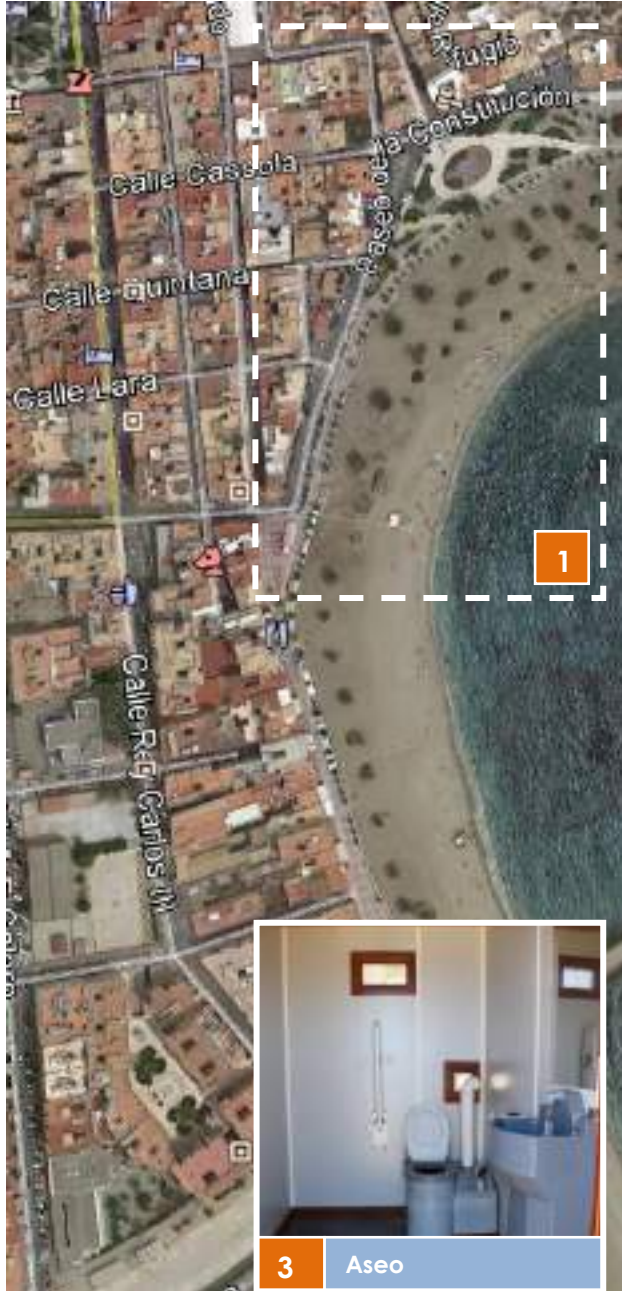 Refugio
Paseo de la Constitución
Calle Cassola
Calle Quintana
Calle Lara
1
Calle Rey Carlos III
3
Aseo